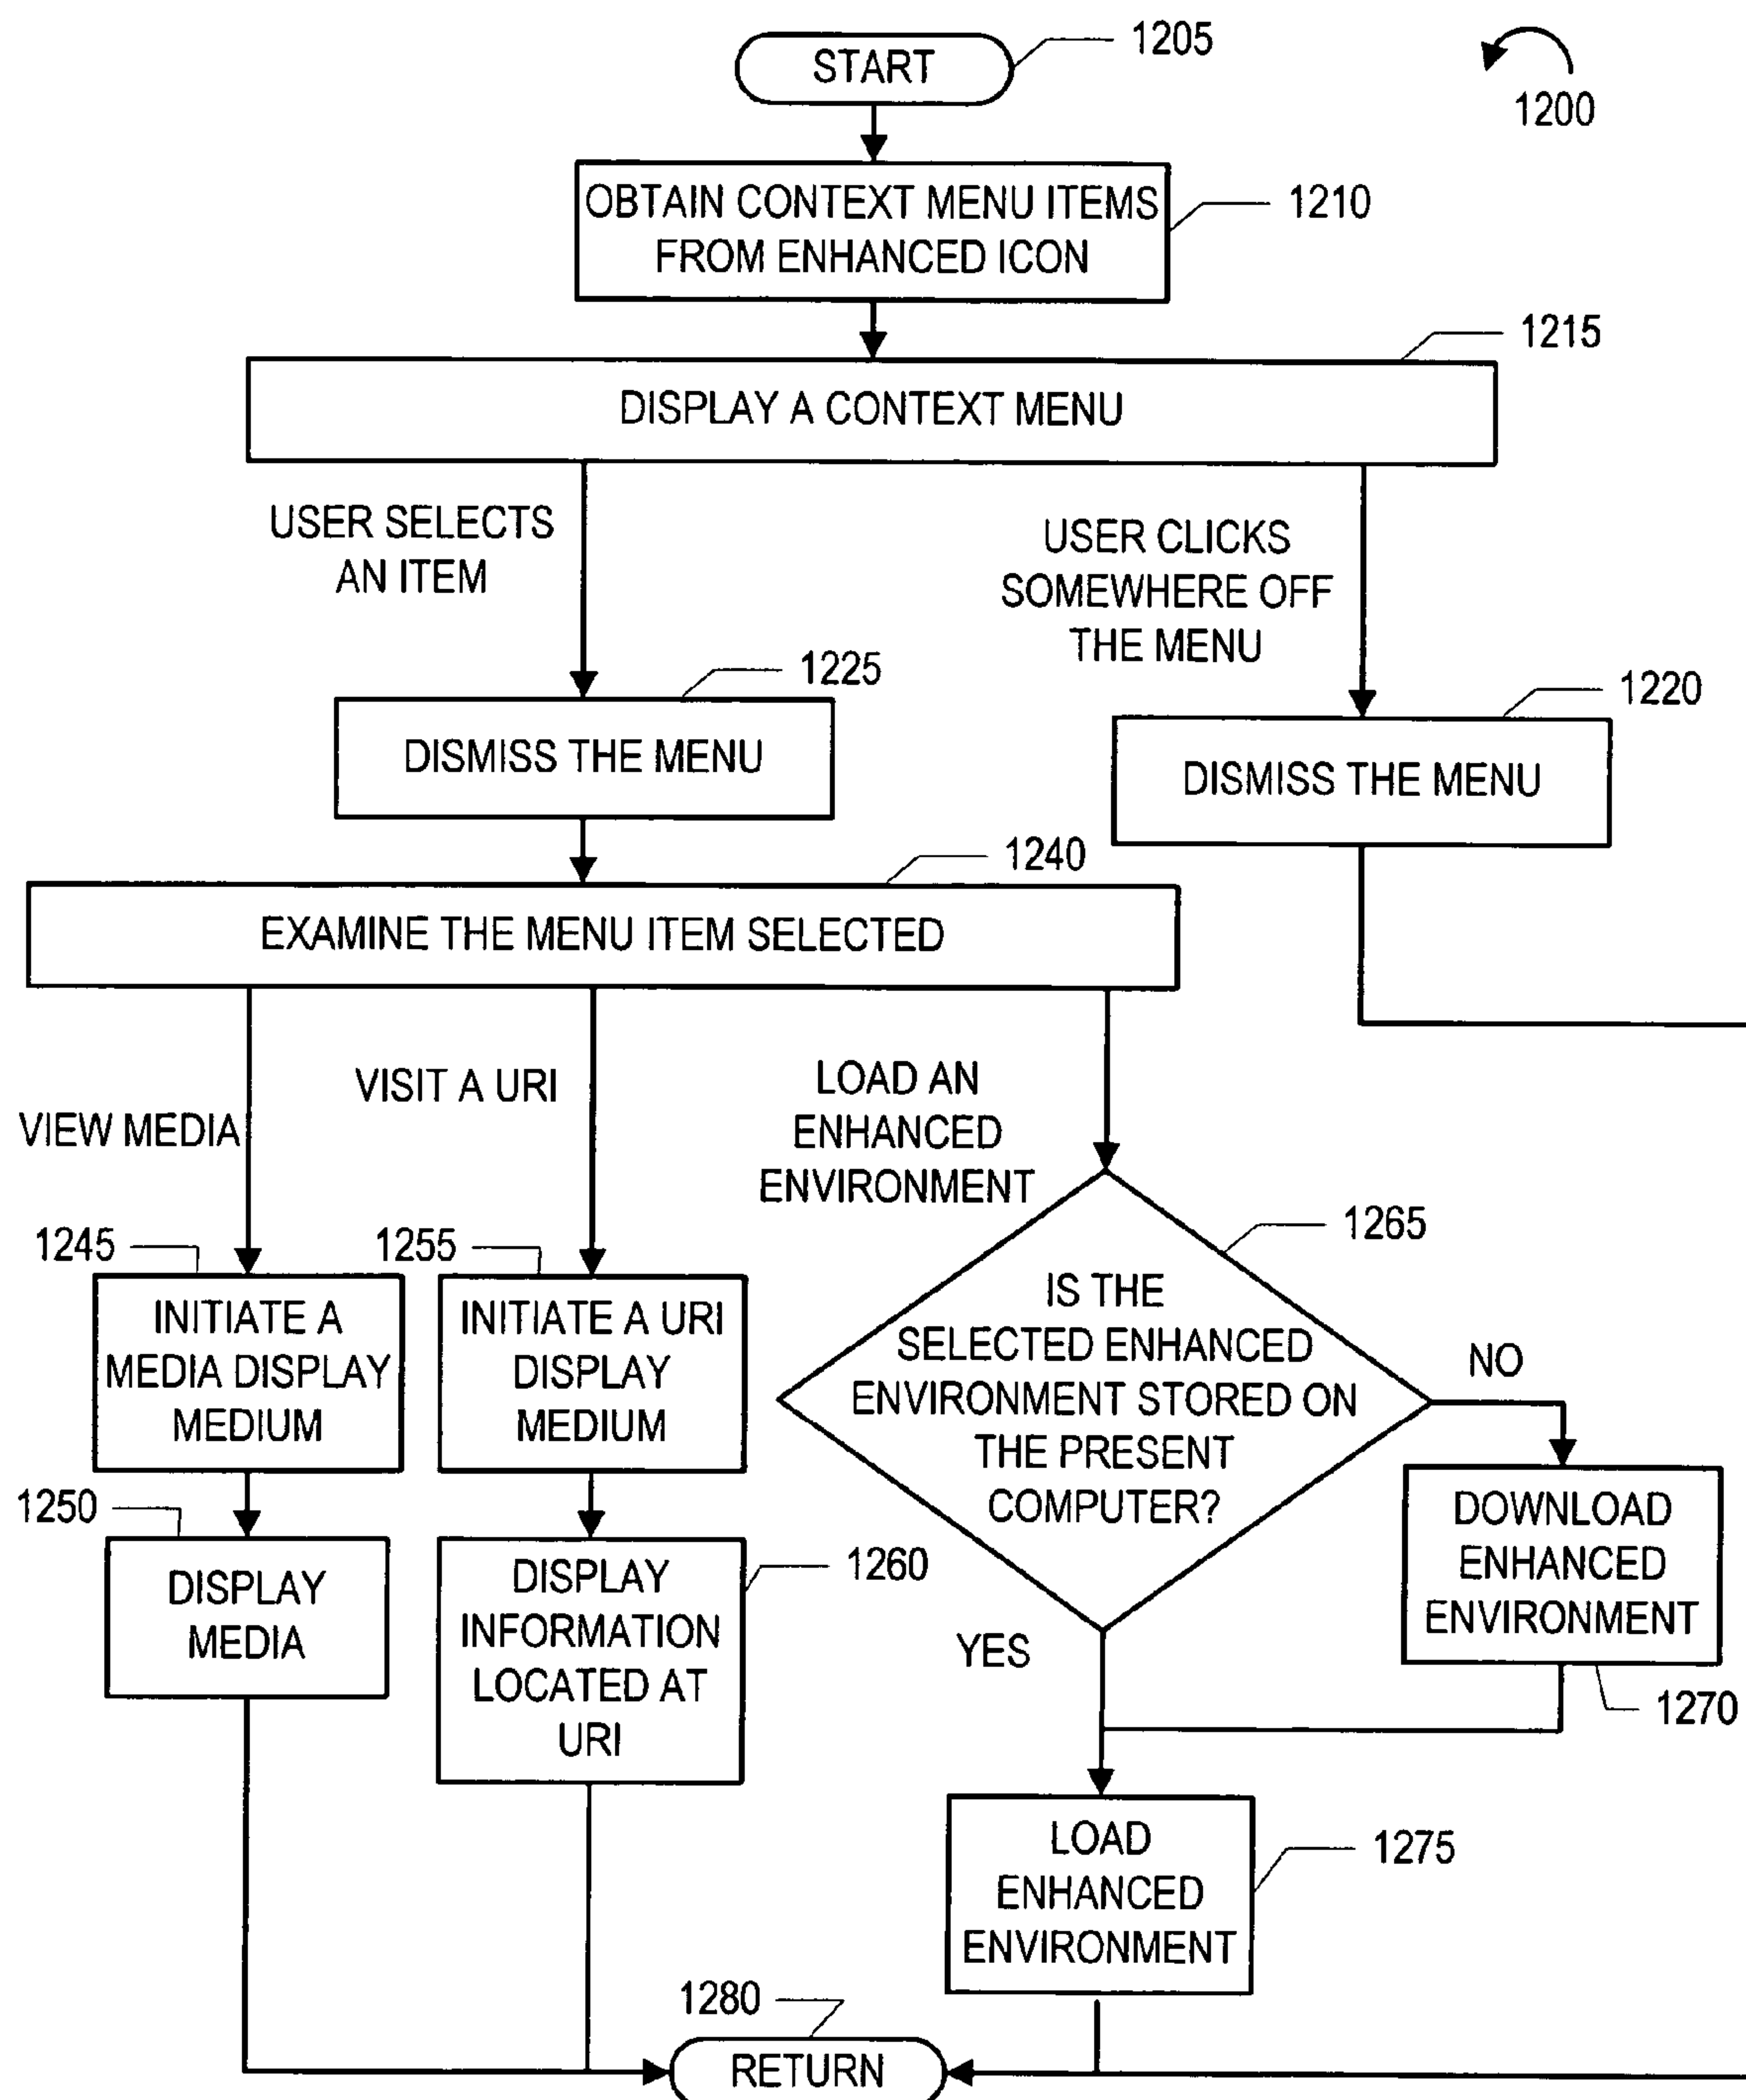 START
1205
1200
OBTAIN CONTEXT MENU ITEMS
FROM ENHANCED ICON
1210
1215
DISPLAY A CONTEXT MENU
USER SELECTS
AN ITEM
USER CLICKS
SOMEWHERE OFF
THE MENU
1225
1220
DISMISS THE MENU
DISMISS THE MENU
1240
EXAMINE THE MENU ITEM SELECTED
VIEW MEDIA
VISIT A URI
LOAD AN
ENHANCED
ENVIRONMENT
1245
INITIATE A
MEDIA DISPLAY
MEDIUM
1255
INITIATE A URI
DISPLAY
MEDIUM
1265
IS THE
SELECTED ENHANCED
ENVIRONMENT STORED ON
THE PRESENT
COMPUTER?
NO
1250
DISPLAY
MEDIA
DISPLAY
INFORMATION
LOCATED AT
URI
1260
YES
DOWNLOAD
ENHANCED
ENVIRONMENT
1270
LOAD
ENHANCED
ENVIRONMENT
1275
1280
RETURN